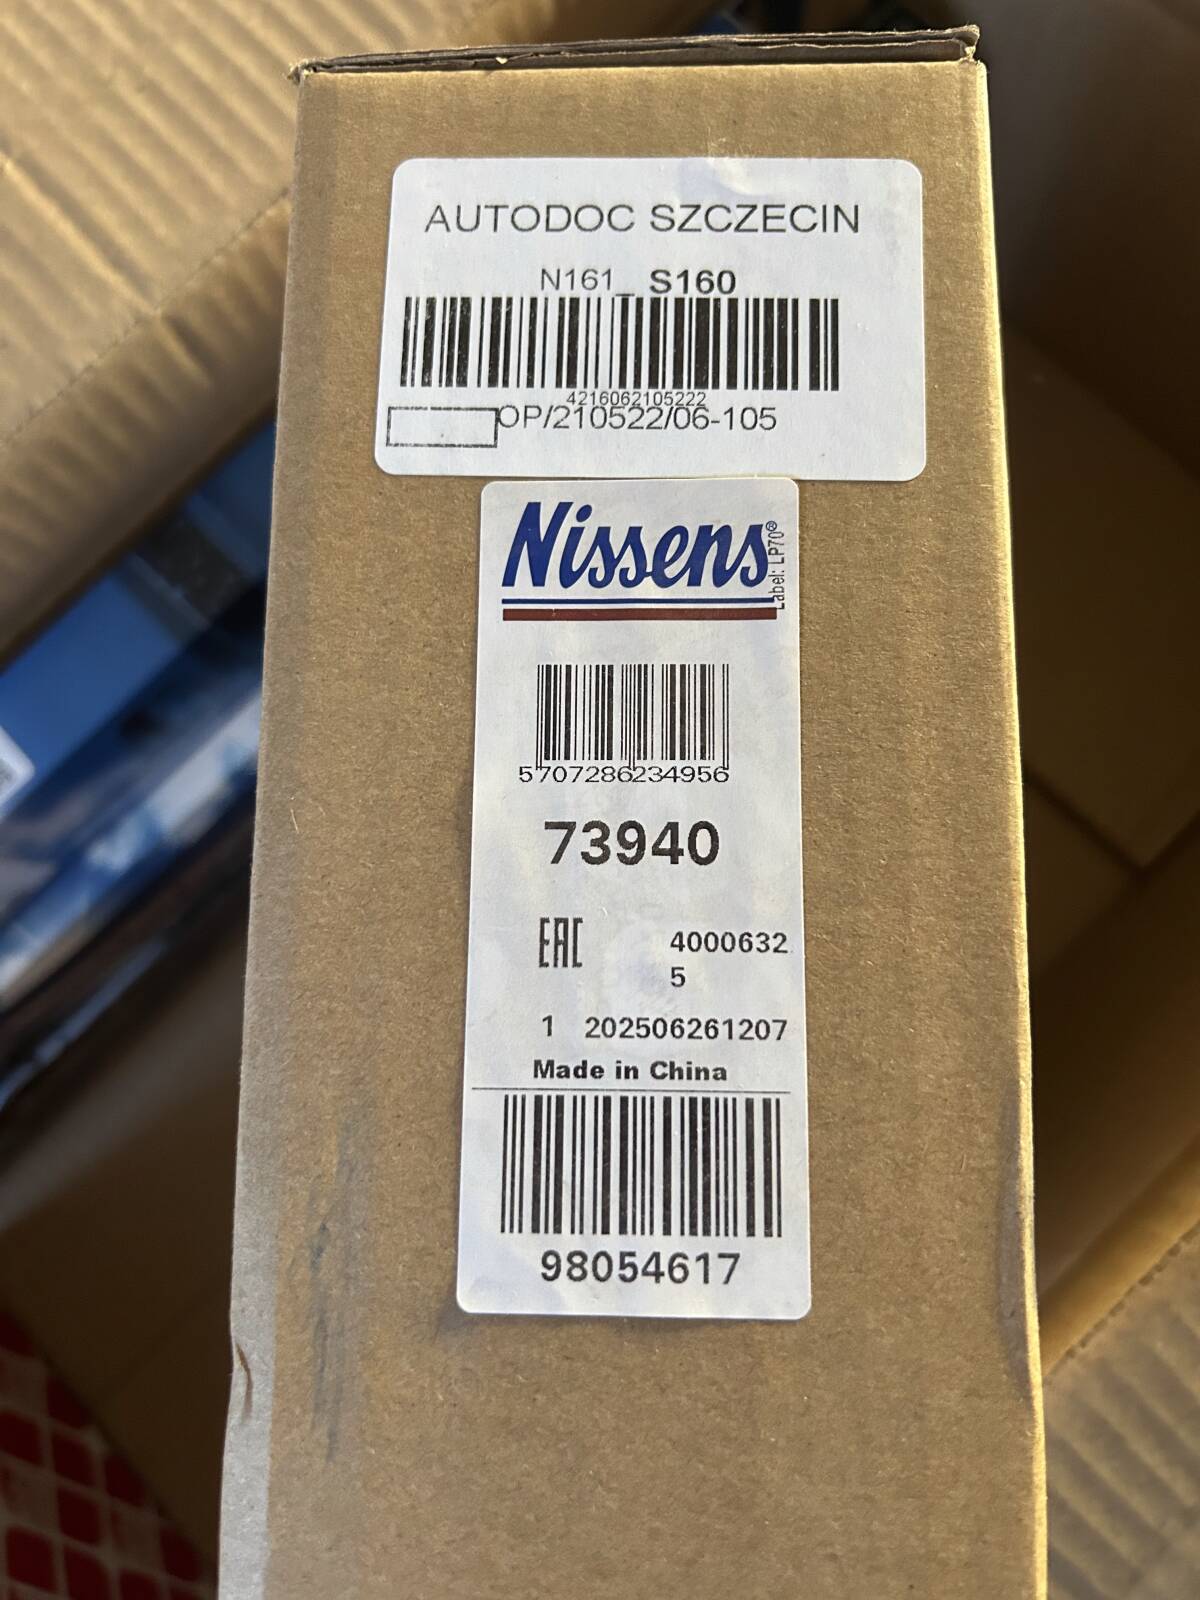 AUTODOC SZCZECIN
N161_ S160
4216062105222
OP/210522/06-105
Nissens
Label: LP70®
5707286234956
73940
EAC 4000632
5
1 202506261207
Made in China
98054617